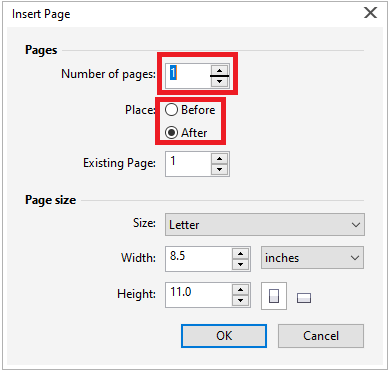 Insert Page
Pages
Number of pages: 1
Place: Before
After
Existing Page: 1
Page size
Size: Letter
Width: 8.5 inches
Height: 11.0
OK Cancel